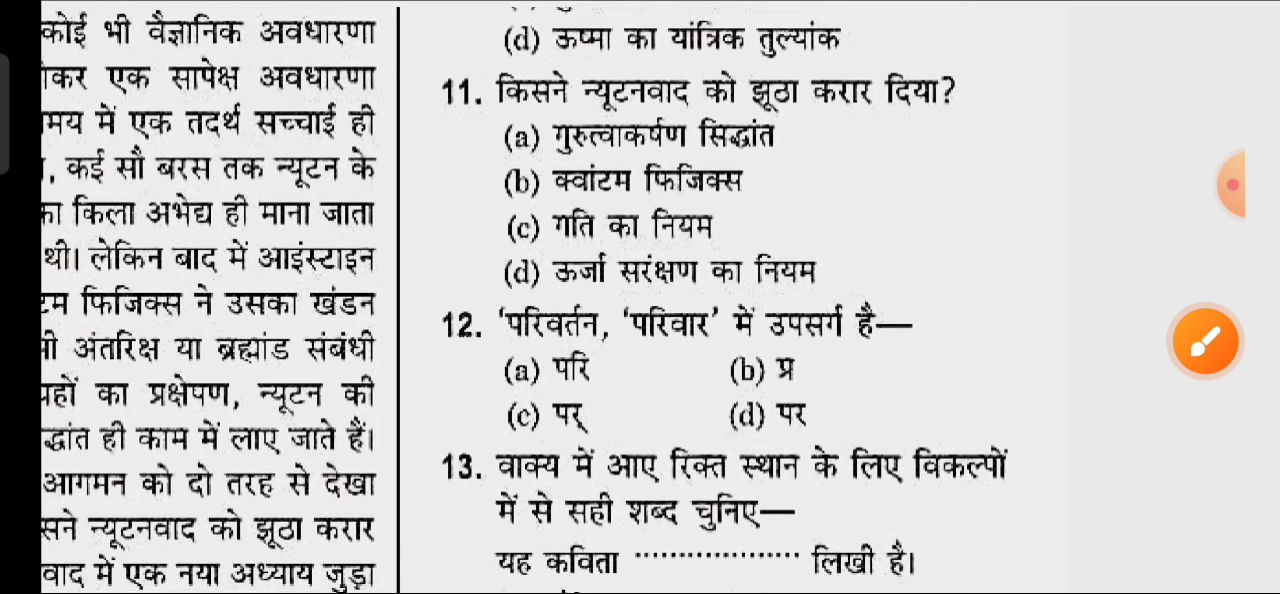 कोई भी वैज्ञानिक अवधारणा
एक सापेक्ष अवधारणा
में एक तदर्थ सच्चाई ही
, कई सौ बरस तक न्यूटन के
किला अभेद्य ही माना जाता
थी। लेकिन बाद में आइंस्टाइन
फिजिक्स ने उसका खंडन
अंतरिक्ष या ब्रह्मांड संबंधी
का प्रक्षेपण, न्यूटन की
ही काम में लाए जाते हैं।
आगमन को दो तरह से देखा
न्यूटनवाद को झूठा करार
वाद में एक नया अध्याय जुड़ा
(d) ऊष्मा का यांत्रिक तुल्यांक
11. किसने न्यूटनवाद को झूठा करार दिया?
(a) गुरुत्वाकर्षण सिद्धांत
(b) क्वांटम फिजिक्स
(c) गति का नियम
(d) ऊर्जा सरंक्षण का नियम
12. 'परिवर्तन, 'परिवार' में उपसर्ग है—
(a) परि (b) प्र
(c) पर् (d) पर
13. वाक्य में आए रिक्त स्थान के लिए विकल्पों
में से सही शब्द चुनिए—
यह कविता ................... लिखी है।